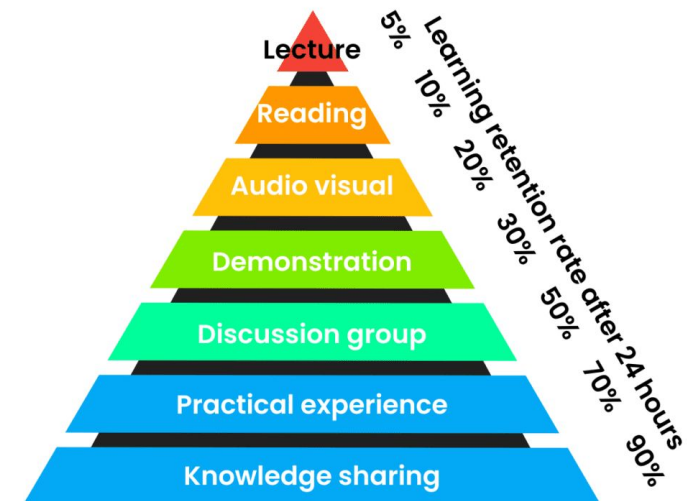 Lecture
Reading
Audio visual
Demonstration
Discussion group
Practical experience
Knowledge sharing
5%
10%
20%
30%
50%
70%
90%
Learning retention rate after 24 hours